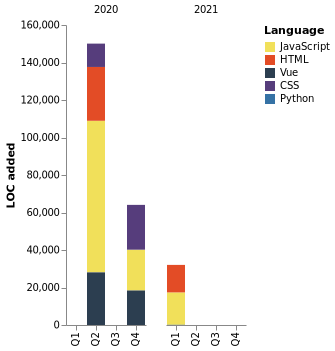 2020
2021
Language
JavaScript
HTML
Vue
CSS
Python
LOC added
160,000
140,000
120,000
100,000
80,000
60,000
40,000
20,000
0
Q1 Q2 Q3 Q4 Q1 Q2 Q3 Q4